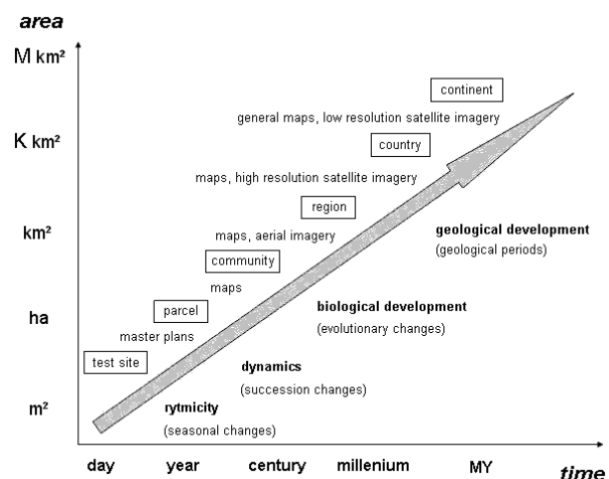 area
M km²
continent
general maps, low resolution satellite imagery
K km²
country
maps, high resolution satellite imagery
region
km²
maps, aerial imagery
geological development
(geological periods)
community
maps
ha
parcel
biological development
(evolutionary changes)
master plans
test site
dynamics
(succession changes)
m²
rytmicity
(seasonal changes)
day year century millenium MY
time